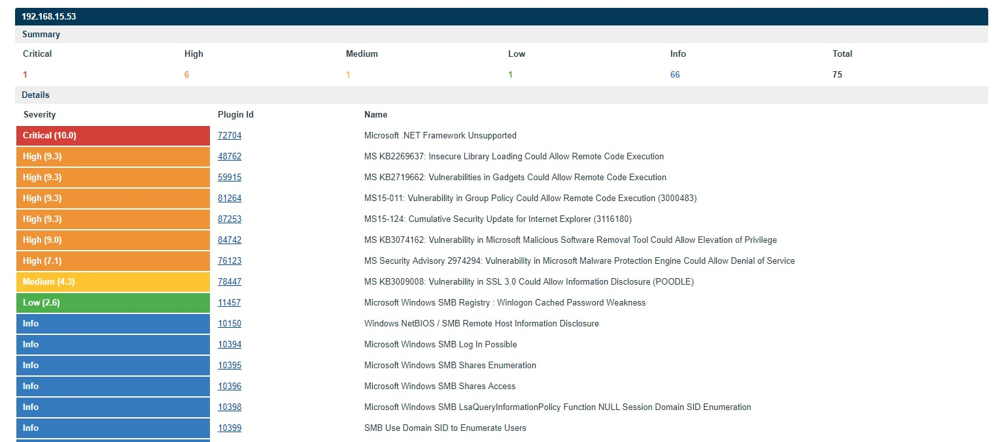 192.168.15.53
Summary
Critical High Medium Low Info Total
1 6 1 1 66 75
Details
Severity Plugin Id Name
Critical (10.0) 72704 Microsoft .NET Framework Unsupported
High (9.3) 48762 MS KB2269637: Insecure Library Loading Could Allow Remote Code Execution
High (9.3) 59915 MS KB2719662: Vulnerabilities in Gadgets Could Allow Remote Code Execution
High (9.3) 81264 MS15-011: Vulnerability in Group Policy Could Allow Remote Code Execution (3000483)
High (9.3) 87253 MS15-124: Cumulative Security Update for Internet Explorer (3116180)
High (9.0) 84742 MS KB3074162: Vulnerability in Microsoft Malicious Software Removal Tool Could Allow Elevation of Privilege
High (7.1) 76123 MS Security Advisory 2974294: Vulnerability in Microsoft Malware Protection Engine Could Allow Denial of Service
Medium (4.3) 78447 MS KB3009008: Vulnerability in SSL 3.0 Could Allow Information Disclosure (POODLE)
Low (2.6) 11457 Microsoft Windows SMB Registry : Winlogon Cached Password Weakness
Info 10150 Windows NetBIOS / SMB Remote Host Information Disclosure
Info 10394 Microsoft Windows SMB Log In Possible
Info 10395 Microsoft Windows SMB Shares Enumeration
Info 10396 Microsoft Windows SMB Shares Access
Info 10398 Microsoft Windows SMB LsaQueryInformationPolicy Function NULL Session Domain SID Enumeration
Info 10399 SMB Use Domain SID to Enumerate Users